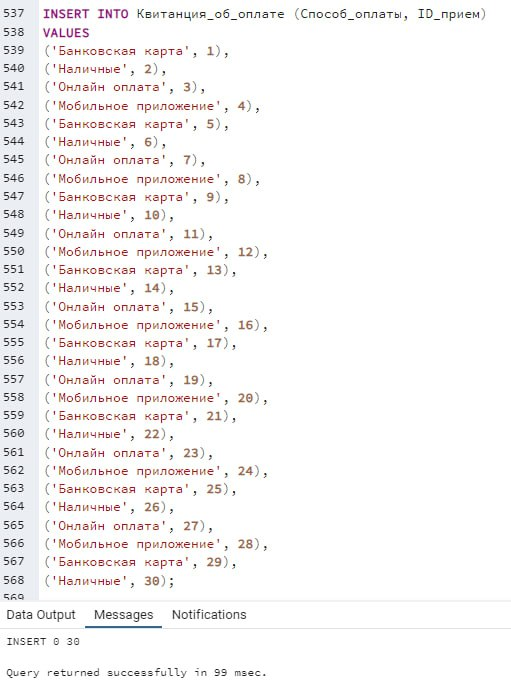 537 INSERT INTO Квитанция_об_оплате (Способ_оплаты, ID_прием)
538 VALUES
539 ('Банковская карта', 1),
540 ('Наличные', 2),
541 ('Онлайн оплата', 3),
542 ('Мобильное приложение', 4),
543 ('Банковская карта', 5),
544 ('Наличные', 6),
545 ('Онлайн оплата', 7),
546 ('Мобильное приложение', 8),
547 ('Банковская карта', 9),
548 ('Наличные', 10),
549 ('Онлайн оплата', 11),
550 ('Мобильное приложение', 12),
551 ('Банковская карта', 13),
552 ('Наличные', 14),
553 ('Онлайн оплата', 15),
554 ('Мобильное приложение', 16),
555 ('Банковская карта', 17),
556 ('Наличные', 18),
557 ('Онлайн оплата', 19),
558 ('Мобильное приложение', 20),
559 ('Банковская карта', 21),
560 ('Наличные', 22),
561 ('Онлайн оплата', 23),
562 ('Мобильное приложение', 24),
563 ('Банковская карта', 25),
564 ('Наличные', 26),
565 ('Онлайн оплата', 27),
566 ('Мобильное приложение', 28),
567 ('Банковская карта', 29),
568 ('Наличные', 30);
569
Data Output Messages Notifications
INSERT 0 30
Query returned successfully in 99 msec.